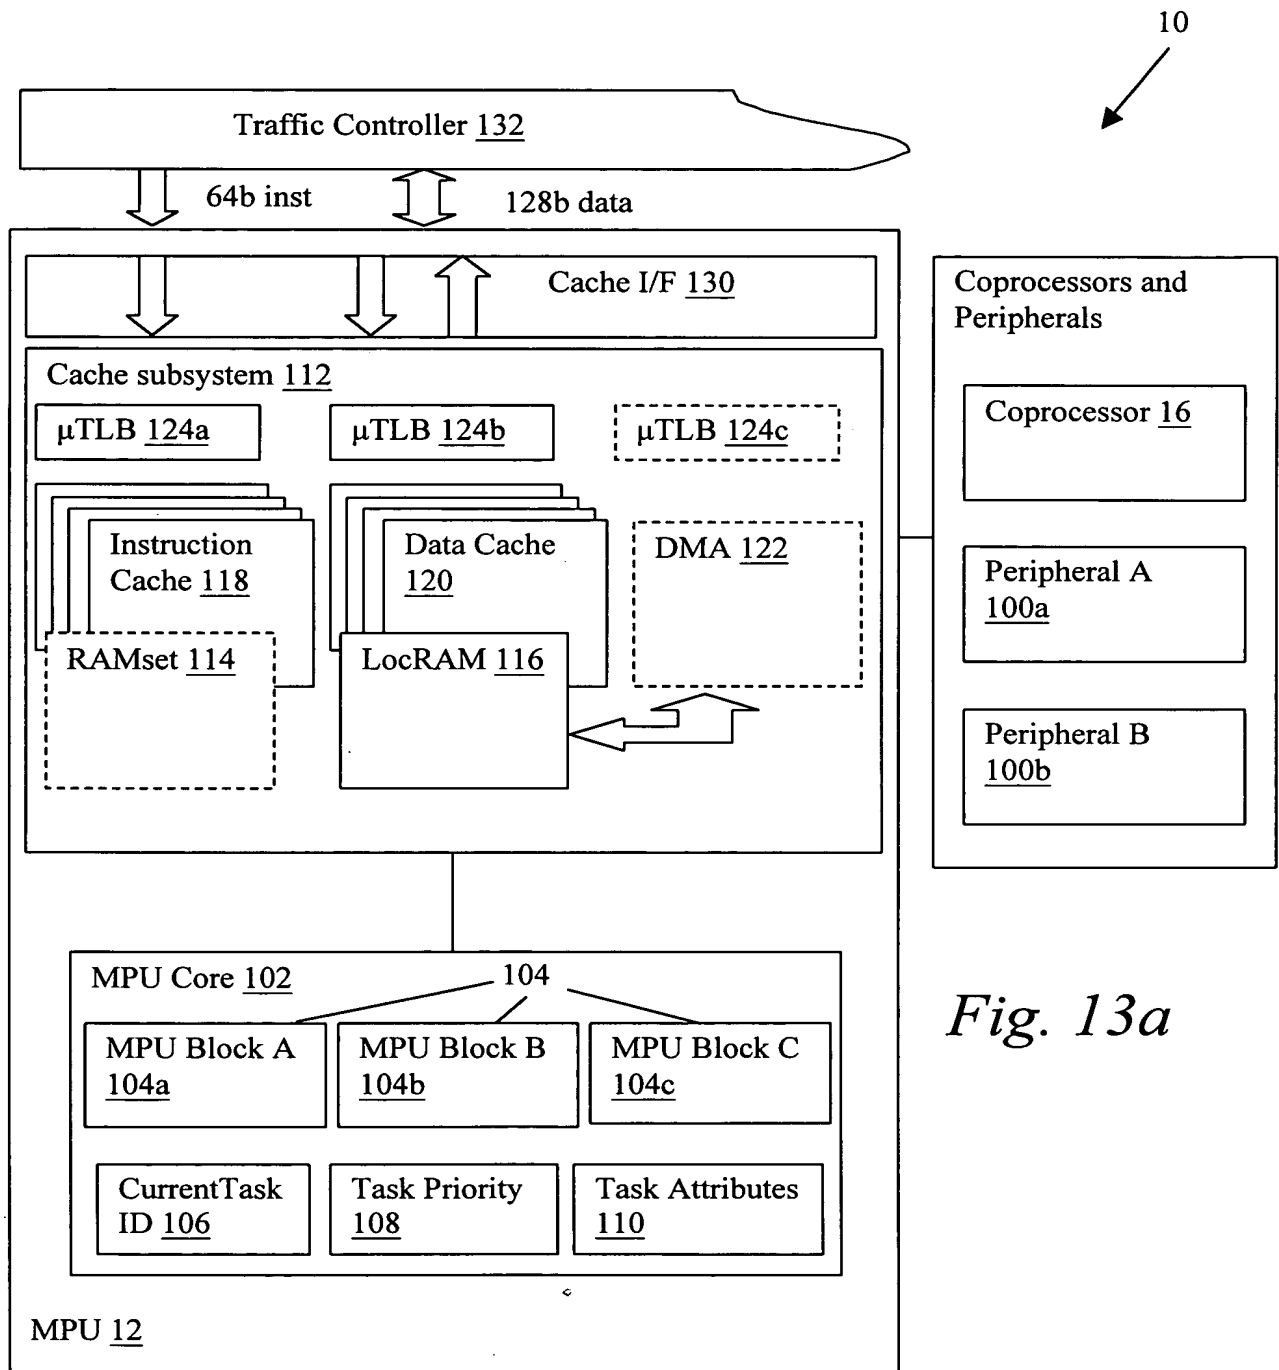 10
Traffic Controller 132
64b inst
128b data
Cache I/F 130
Cache subsystem 112
μTLB 124a
μTLB 124b
μTLB 124c
Instruction
Cache 118
Data Cache
120
DMA 122
RAMset 114
LocRAM 116
Coprocessors and
Peripherals
Coprocessor 16
Peripheral A
100a
Peripheral B
100b
MPU Core 102
104
MPU Block A
104a
MPU Block B
104b
MPU Block C
104c
CurrentTask
ID 106
Task Priority
108
Task Attributes
110
MPU 12
Fig. 13a